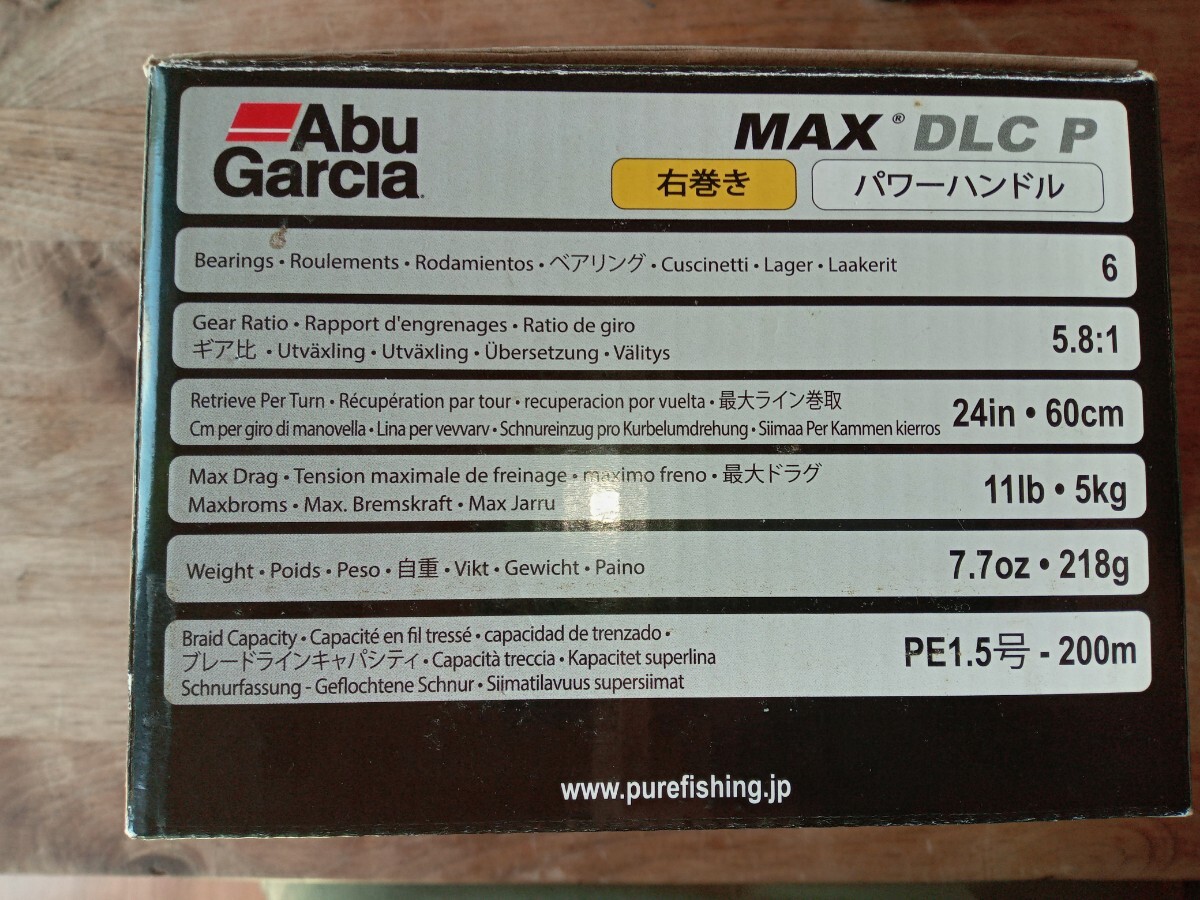 Abu
Garcia
MAX® DLC P
右巻き
パワーハンドル
Bearings • Roulements • Rodamientos • ベアリング • Cuscinetti • Lager • Laakerit
6
Gear Ratio • Rapport d'engrenages • Ratio de giro
ギア比 • Utväxling • Utväxling • Übersetzung • Välitys
5.8:1
Retrieve Per Turn • Récupération par tour • recuperacion por vuelta • 最大ライン巻取
Cm per giro di manovella • Lina per vevvarv • Schnureinzug pro Kurbelumdrehung • Siimaa Per Kammen kierros
24in • 60cm
Max Drag • Tension maximale de freinage • maximo freno • 最大ドラグ
Maxbroms • Max. Bremskraft • Max Jarru
11lb • 5kg
Weight • Poids • Peso • 自重 • Vikt • Gewicht • Paino
7.7oz • 218g
Braid Capacity • Capacité en fil tressé • capacidad de trenzado •
ブレードラインキャパシティ • Capacità treccia • Kapacitet superlina
Schnurfassung - Geflochtene Schnur • Siimatilavuus supersiimat
PE1.5号 - 200m
www.purefishing.jp